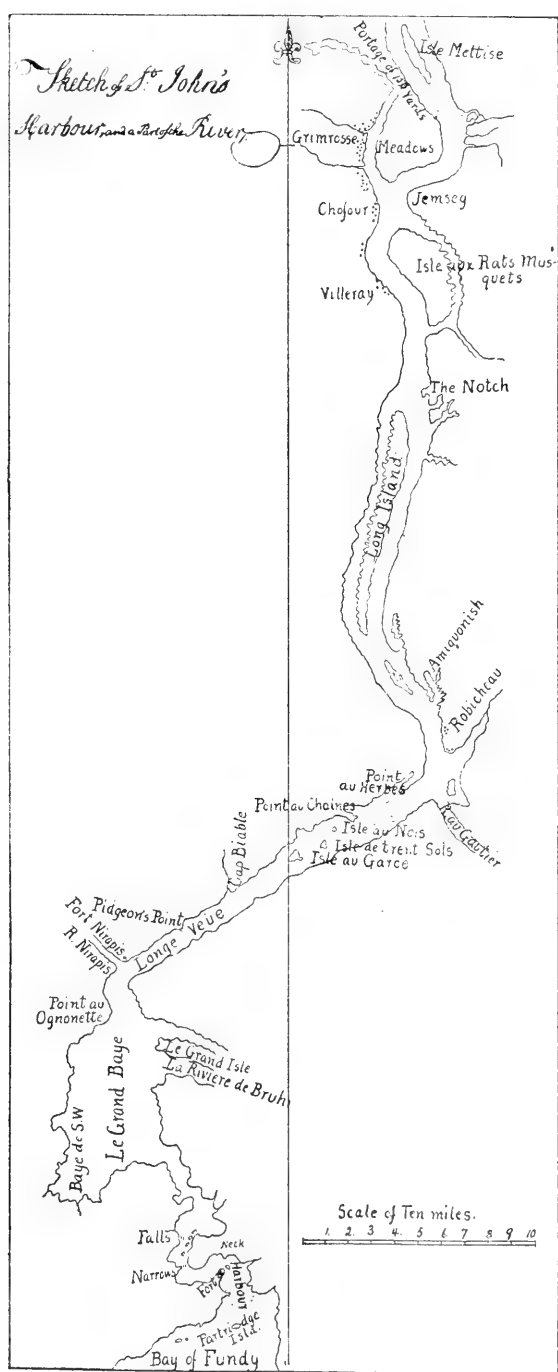 Sketch of St. John's
Harbour, and a Part of the River
Isle Mettise
Portage of 150 Yards
Grimrosse
Meadows
Jemseg
Chofour
Isle aux Rats Mus-
quets
Villeray
The Notch
Long Island
Amiquonish
Robicheau
Point
au Herbes
Point au Chaines
R. au Gautier
Isle au Nois
Isle de trent Sols
Isle au Garce
Cap Biable
Pidgeon's Point
Longe Veüe
Fort Nirapis
R. Nirapis
Point au
Ognonette
Le Grand Isle
La Riviere de Bruhl
Le Grand Baye
Baye de S.W
Scale of Ten miles.
1. 2. 3 4. 5 6. 7 8 9 10
Falls
Neck
Narrows
Fort
Harbour
Partridge
Isld.
Bay of Fundy